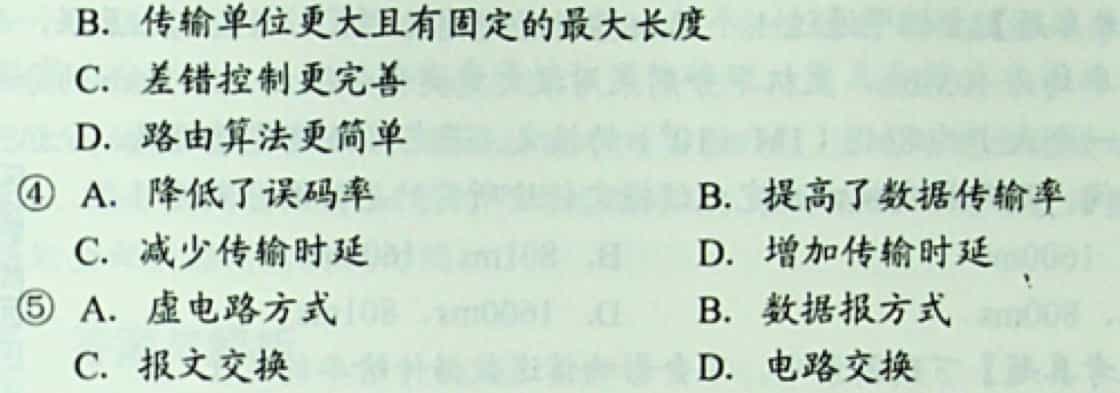 B. 传输单位更大且有固定的最大长度
C. 差错控制更完善
D. 路由算法更简单
④ A. 降低了误码率 B. 提高了数据传输率
C. 减少传输时延 D. 增加传输时延
⑤ A. 虚电路方式 B. 数据报方式
C. 报文交换 D. 电路交换